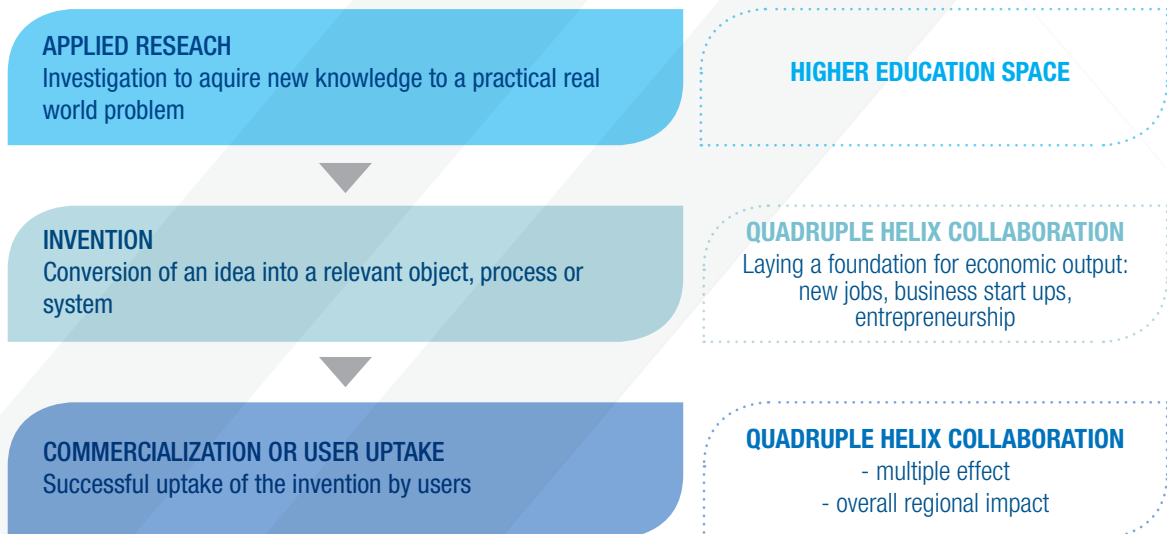 APPLIED RESEACH
Investigation to aquire new knowledge to a practical real
world problem
HIGHER EDUCATION SPACE
INVENTION
Conversion of an idea into a relevant object, process or
system
QUADRUPLE HELIX COLLABORATION
Laying a foundation for economic output:
new jobs, business start ups,
entrepreneurship
COMMERCIALIZATION OR USER UPTAKE
Successful uptake of the invention by users
QUADRUPLE HELIX COLLABORATION
- multiple effect
- overall regional impact